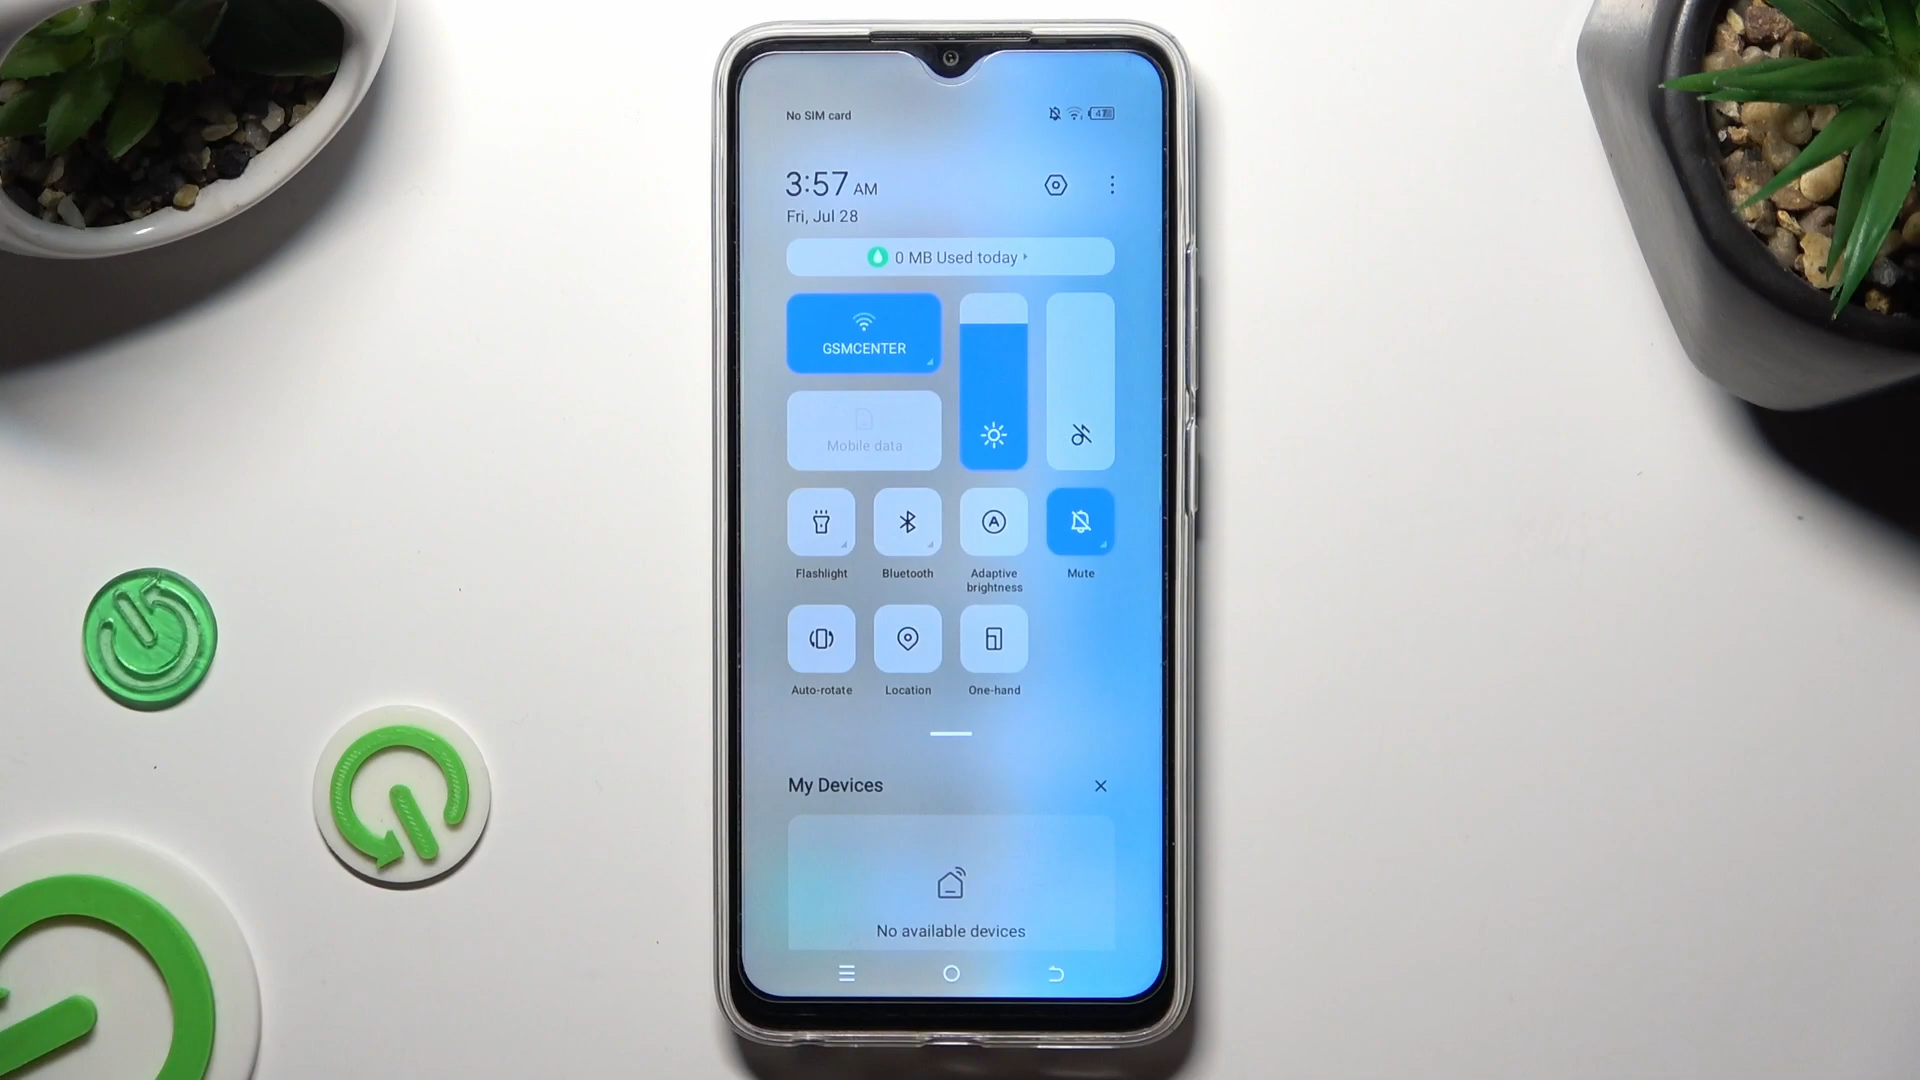 No SIM card
47
3:57 AM
Fri, Jul 28
0 MB Used today
GSMCENTER
Mobile data
Flashlight
Bluetooth
Adaptive
brightness
Mute
Auto-rotate
Location
One-hand
My Devices
No available devices